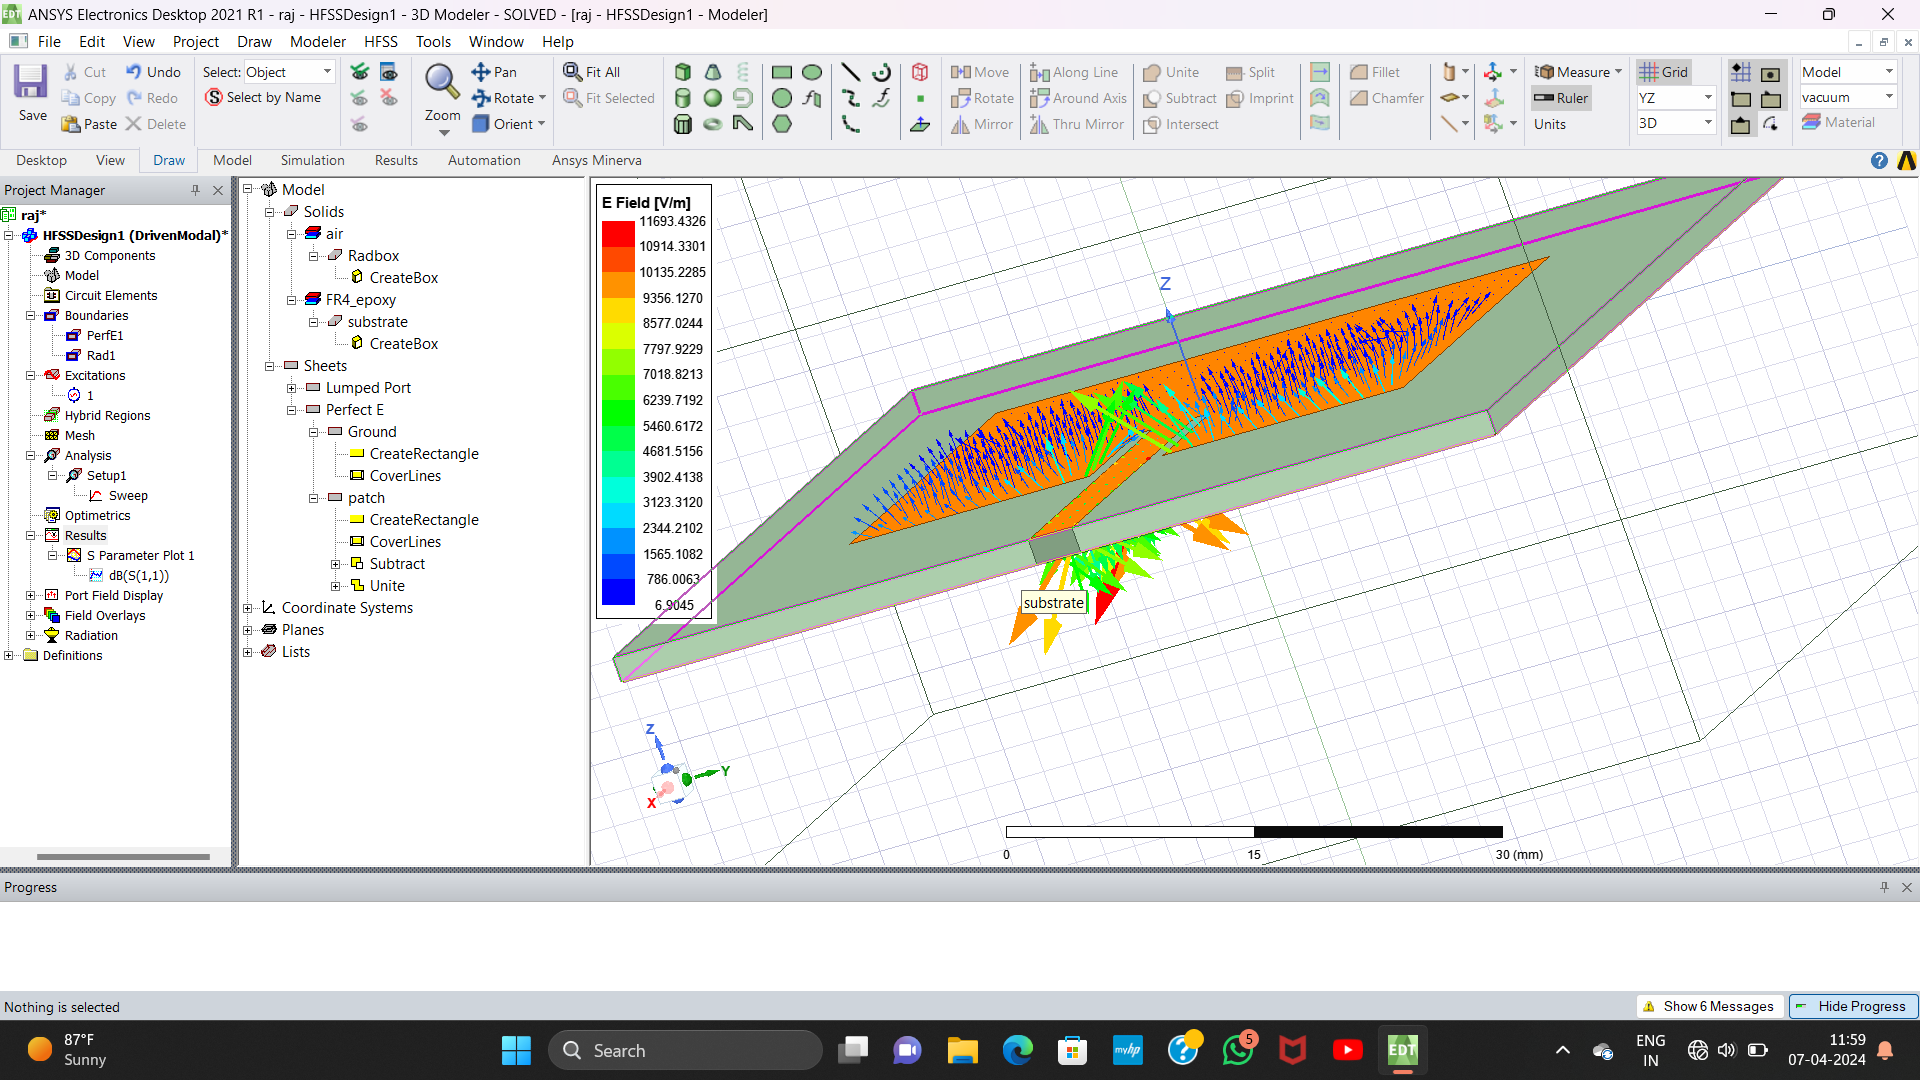 ANSYS Electronics Desktop 2021 R1 - raj - HFSSDesign1 - 3D Modeler - SOLVED - [raj - HFSSDesign1 - Modeler]
File Edit View Project Draw Modeler HFSS Tools Window Help
Save
Cut Undo
Copy Redo
Paste Delete
Select: Object
Select by Name
Zoom
Pan
Rotate
Orient
Fit All
Fit Selected
Move Along Line Unite Split Fillet
Rotate Around Axis Subtract Imprint Chamfer
Mirror Thru Mirror Intersect
Measure Grid Model
Ruler YZ vacuum
Units 3D Material
Desktop View Draw Model Simulation Results Automation Ansys Minerva
Project Manager
raj*
HFSSDesign1 (DrivenModal)*
3D Components
Model
Circuit Elements
Boundaries
PerfE1
Rad1
Excitations
1
Hybrid Regions
Mesh
Analysis
Setup1
Sweep
Optimetrics
Results
S Parameter Plot 1
dB(S(1,1))
Port Field Display
Field Overlays
Radiation
Definitions
Model
Solids
air
Radbox
CreateBox
FR4_epoxy
substrate
CreateBox
Sheets
Lumped Port
Perfect E
Ground
CreateRectangle
CoverLines
patch
CreateRectangle
CoverLines
Subtract
Unite
Coordinate Systems
Planes
Lists
E Field [V/m]
11693.4326
10914.3301
10135.2285
9356.1270
8577.0244
7797.9229
7018.8213
6239.7192
5460.6172
4681.5156
3902.4138
3123.3120
2344.2102
1565.1082
786.0063
6.9045
Z
substrate
Z
Y
X
0 15 30 (mm)
Progress
Nothing is selected
Show 6 Messages Hide Progress
87°F
Sunny
Search
myhp
5
EDT
ENG
IN
11:59
07-04-2024